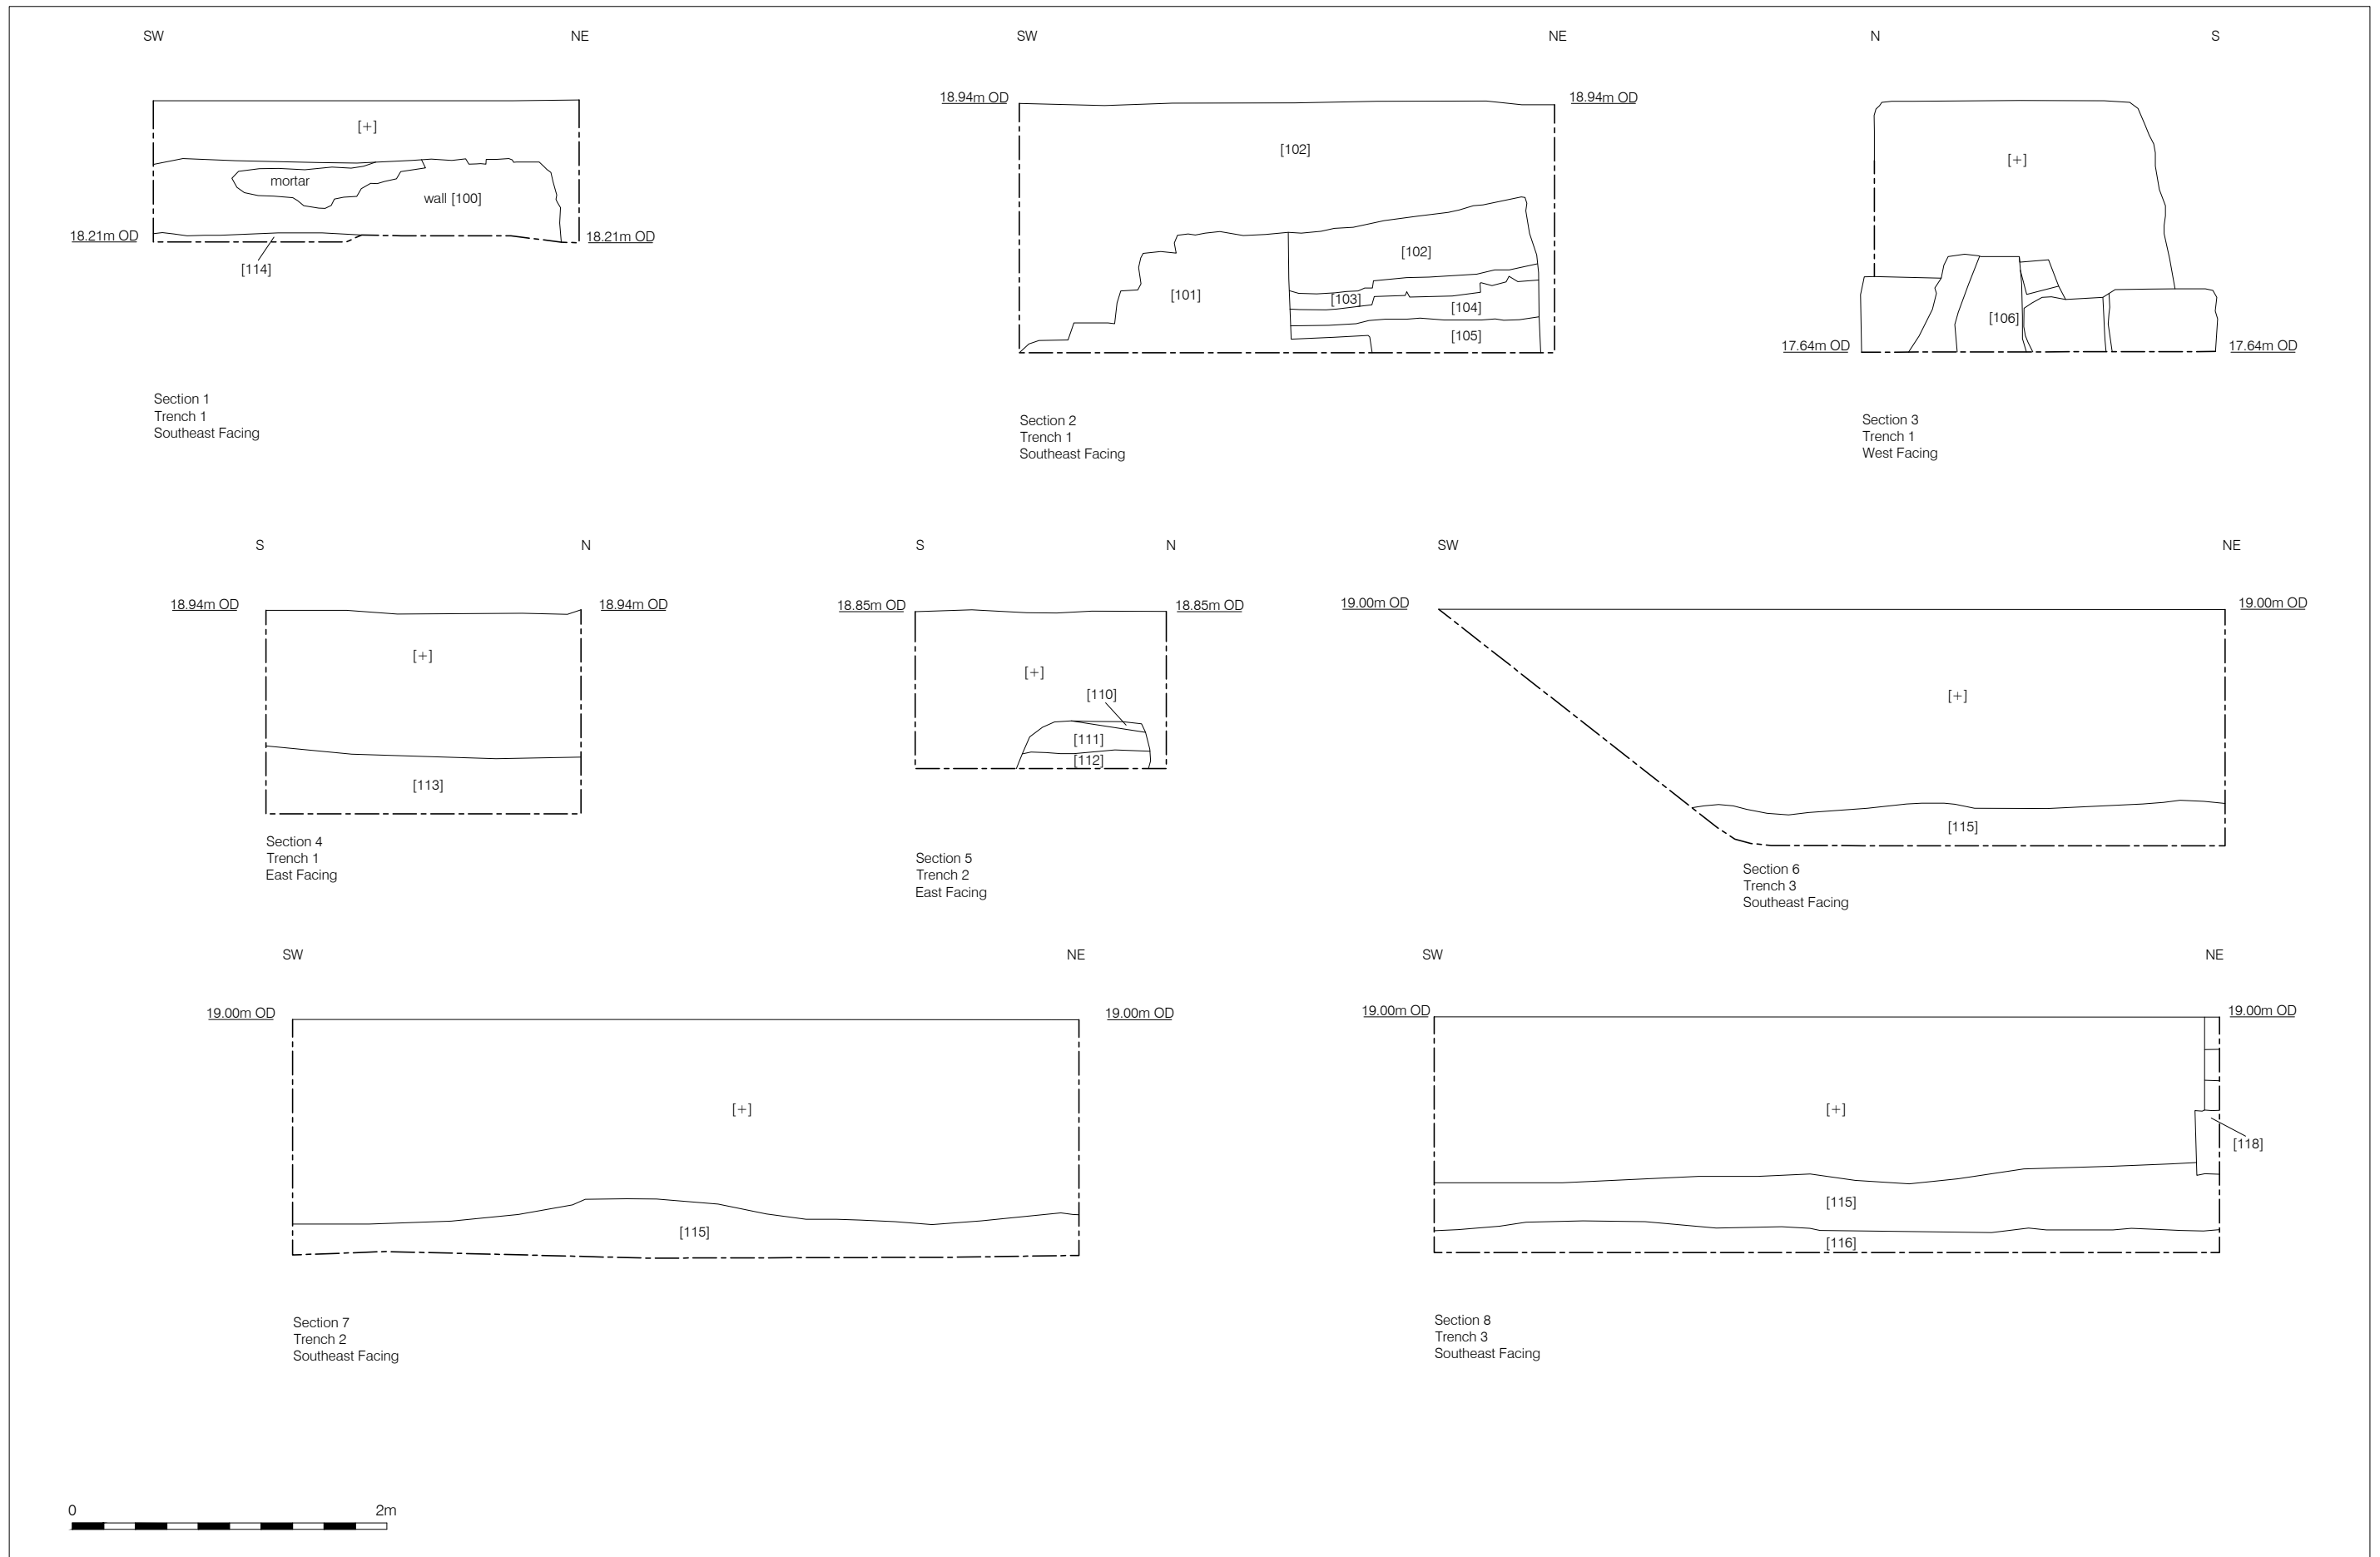 SW NE
[+]
mortar
wall [100]
18.21m OD 18.21m OD
[114]
Section 1
Trench 1
Southeast Facing
SW NE
18.94m OD 18.94m OD
[102]
[102]
[101]
[103]
[104]
[105]
Section 2
Trench 1
Southeast Facing
N S
[+]
[106]
17.64m OD 17.64m OD
Section 3
Trench 1
West Facing
S N
18.94m OD 18.94m OD
[+]
[113]
Section 4
Trench 1
East Facing
S N
18.85m OD 18.85m OD
[+]
[110]
[111]
[112]
Section 5
Trench 2
East Facing
SW NE
19.00m OD 19.00m OD
[+]
[115]
Section 6
Trench 3
Southeast Facing
SW NE
19.00m OD 19.00m OD
[+]
[115]
Section 7
Trench 2
Southeast Facing
SW NE
19.00m OD 19.00m OD
[+]
[118]
[115]
[116]
Section 8
Trench 3
Southeast Facing
0 2m